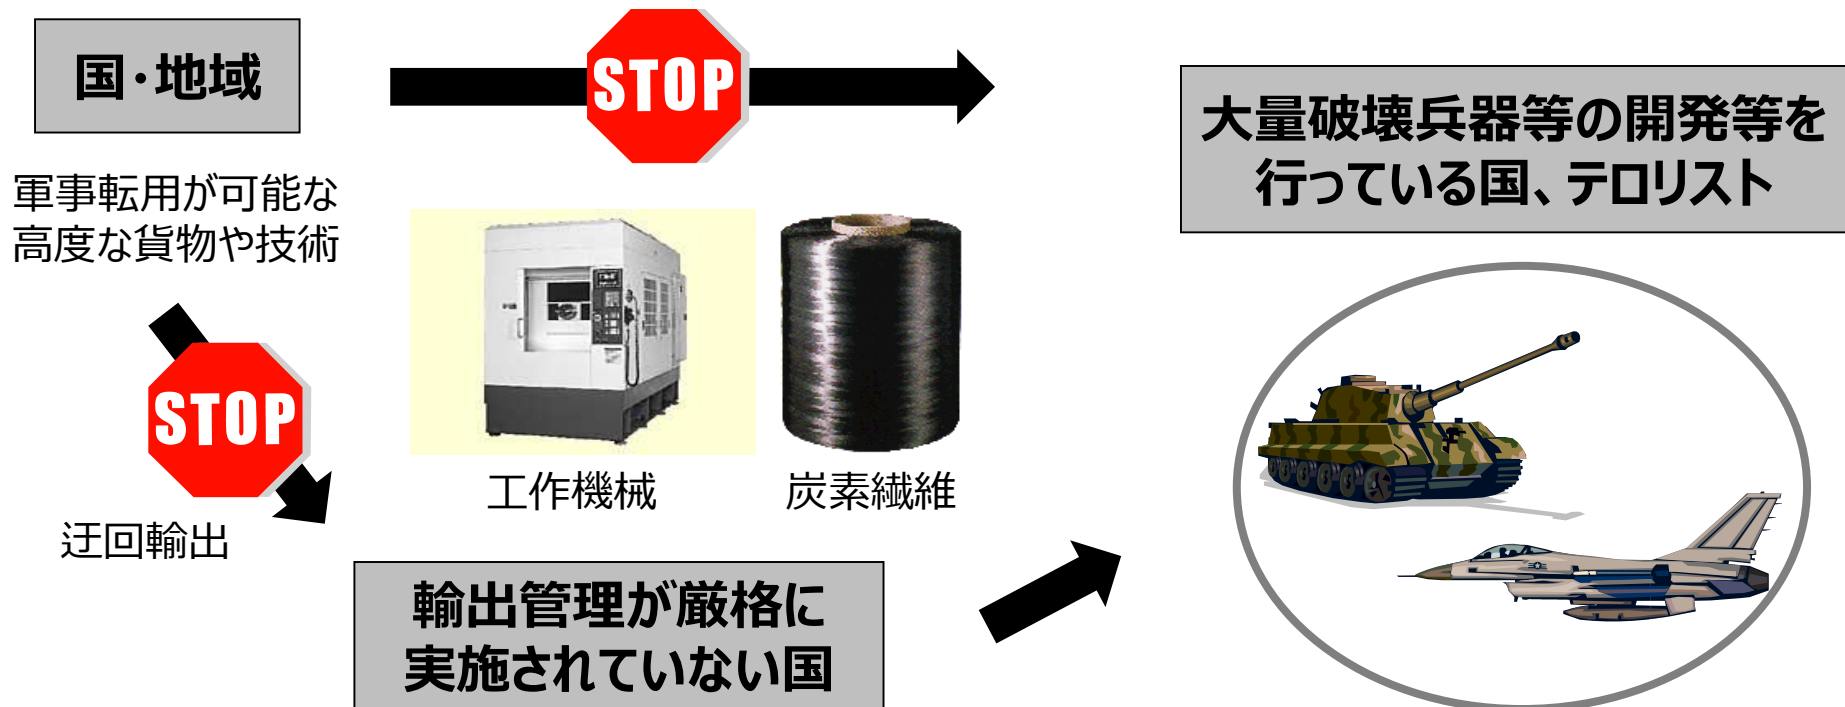 国・地域
STOP
大量破壊兵器等の開発等を
行っている国、テロリスト
軍事転用が可能な
高度な貨物や技術
STOP
工作機械
炭素繊維
迂回輸出
輸出管理が厳格に
実施されていない国